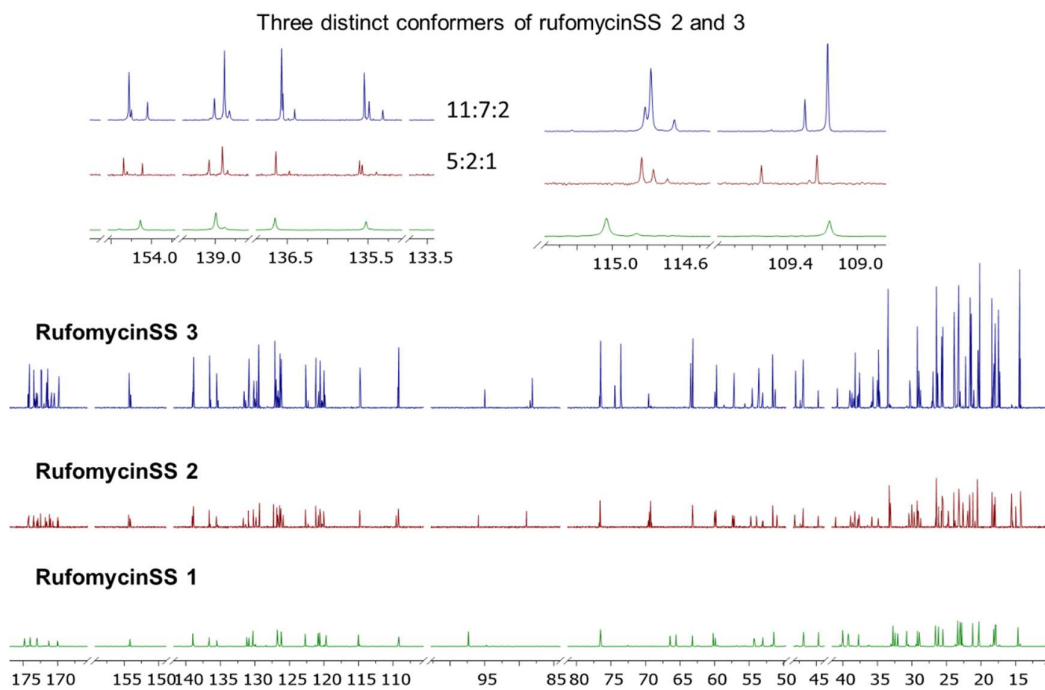 Three distinct conformers of rufomycinSS 2 and 3
11:7:2
5:2:1
154.0 139.0 136.5 135.5 133.5
115.0 114.6 109.4 109.0
RufomycinSS 3
RufomycinSS 2
RufomycinSS 1
175 170 155 150 140 135 130 125 120 115 110 95 85 80 75 70 65 60 55 50 45 40 35 30 25 20 15 10